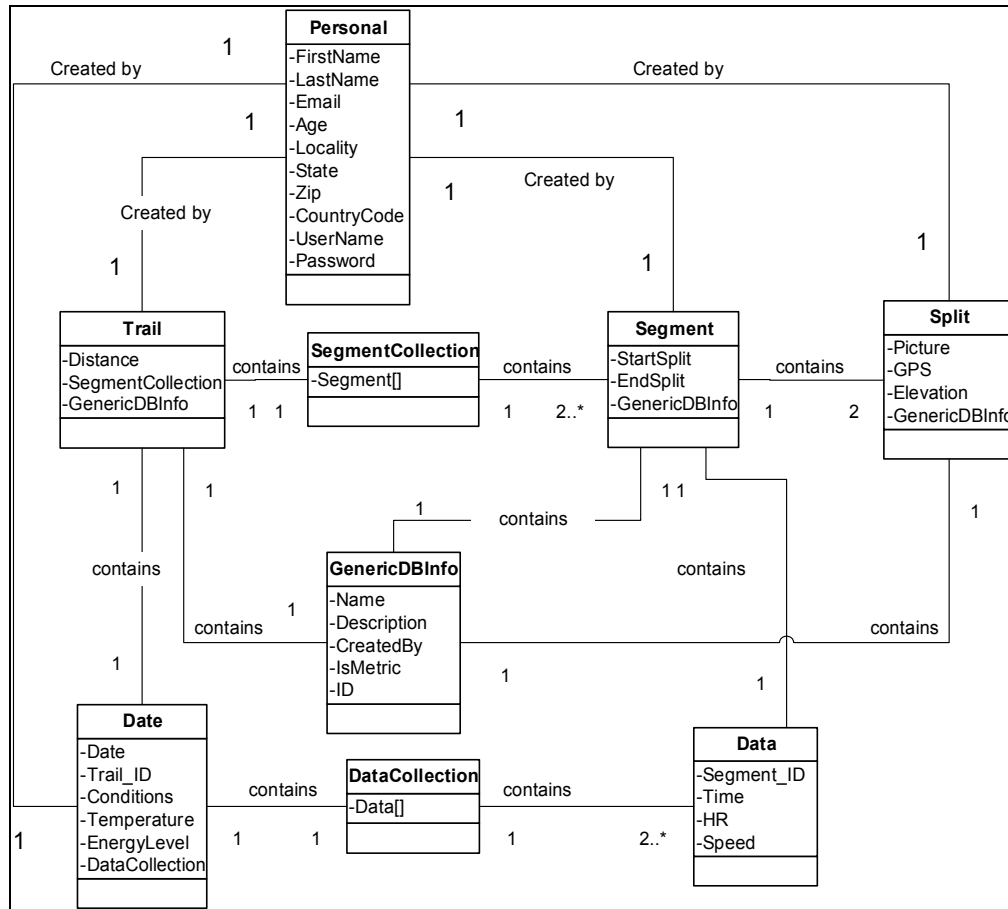 Personal
-FirstName
-LastName
-Email
-Age
-Locality
-State
-Zip
-CountryCode
-UserName
-Password
1
Created by
Created by
1
1
Created by
1
Created by
1
1
1
Trail
-Distance
-SegmentCollection
-GenericDBInfo
contains
1 1
SegmentCollection
-Segment[]
contains
1
2..*
Segment
-StartSplit
-EndSplit
-GenericDBInfo
contains
1
2
Split
-Picture
-GPS
-Elevation
-GenericDBInfo
1
1
1
contains
1 1
1
contains
contains
GenericDBInfo
-Name
-Description
-CreatedBy
-IsMetric
-ID
contains
1
contains
1
1
1
Date
-Date
-Trail_ID
-Conditions
-Temperature
-EnergyLevel
-DataCollection
1
contains
1
1
DataCollection
-Data[]
contains
1
2..*
Data
-Segment_ID
-Time
-HR
-Speed